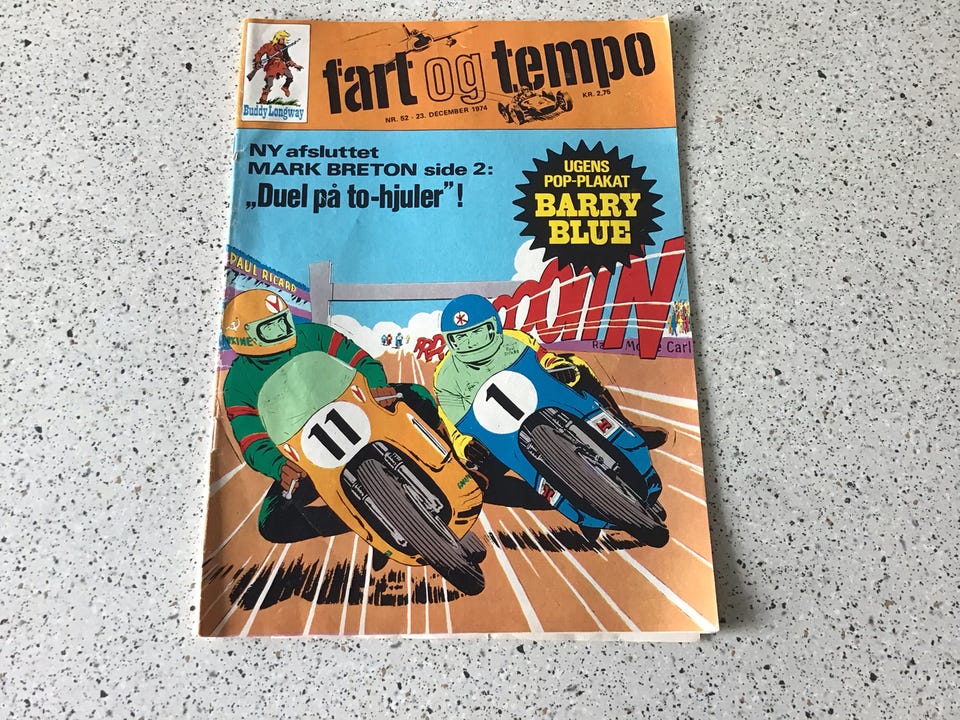 Buddy Longway
fart og tempo
NR. 52 - 23. DECEMBER 1974
KR. 2,75
NY afsluttet
MARK BRETON side 2:
„Duel på to-hjuler”!
UGENS
POP-PLAKAT
BARRY
BLUE
PAUL RICARD
11
1